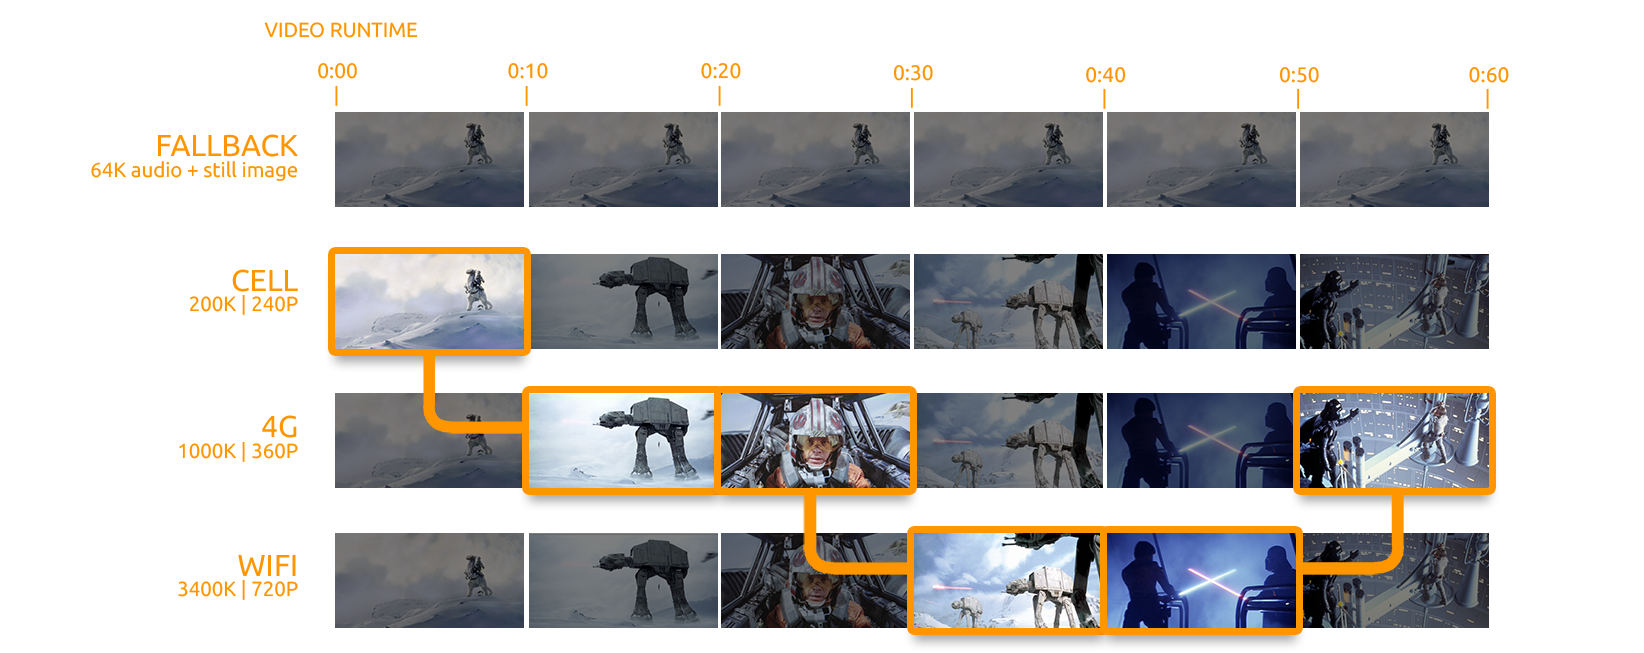 VIDEO RUNTIME
0:00 0:10 0:20 0:30 0:40 0:50 0:60
FALLBACK
64K audio + still image
CELL
200K | 240P
4G
1000K | 360P
WIFI
3400K | 720P